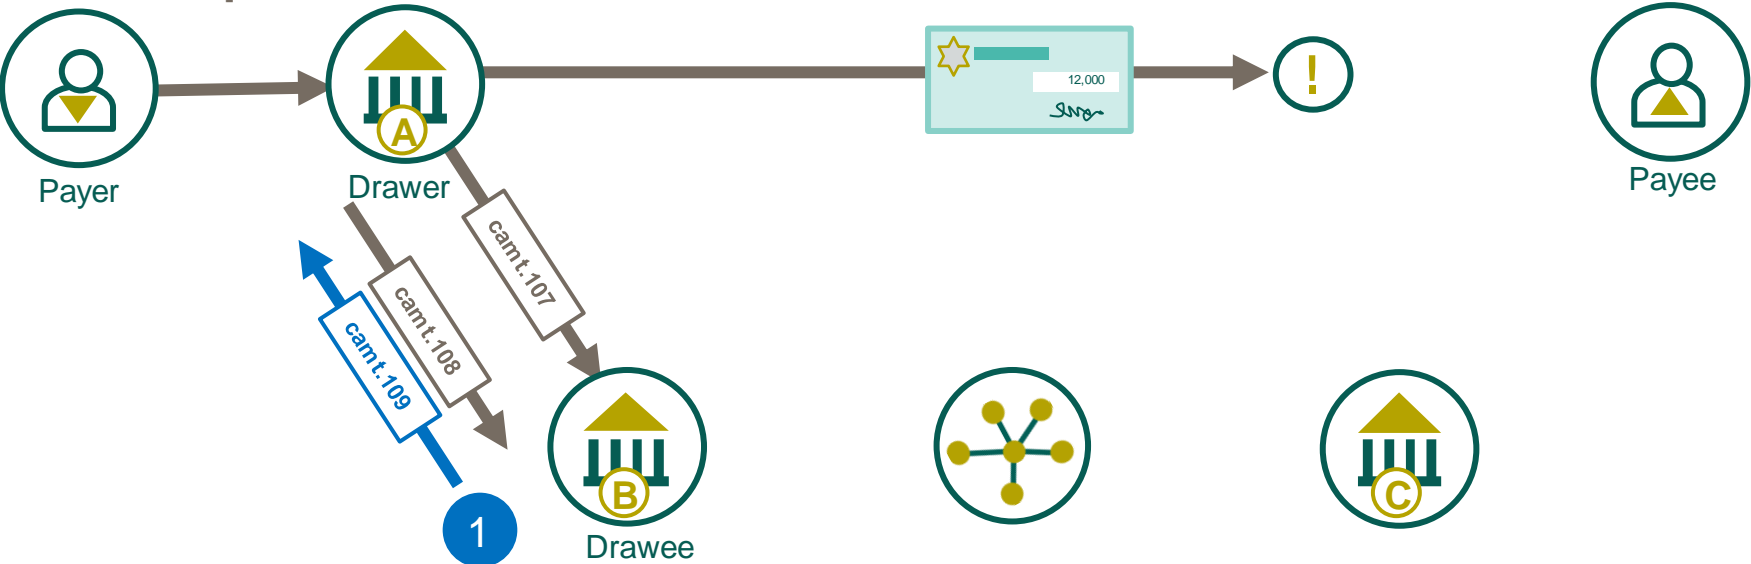 12,000
!
A
Payer
Drawer
Payee
camt.107
camt.108
camt.109
B
C
1
Drawee